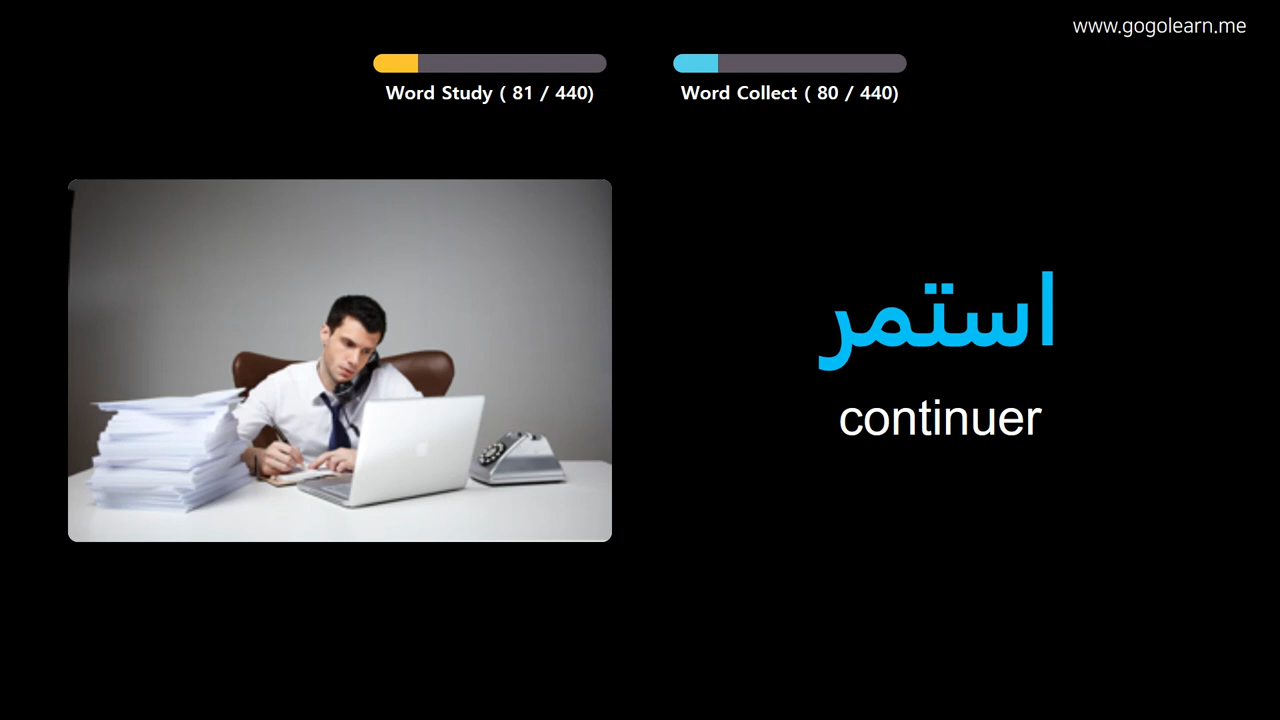 www.gogolearn.me
Word Study ( 81 / 440)
Word Collect ( 80 / 440)
استمر
continuer